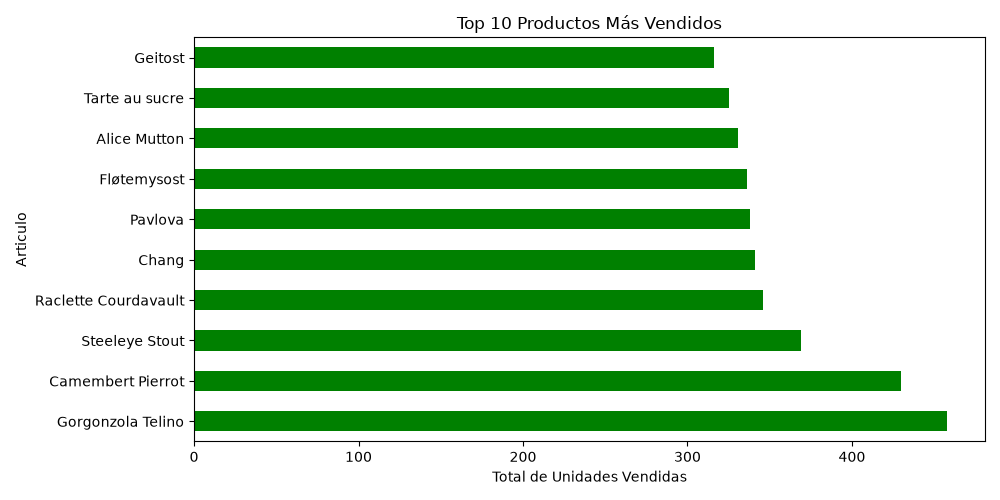 Top 10 Productos Más Vendidos
Geitost
Tarte au sucre
Alice Mutton
Fløtemysost
Pavlova
Chang
Raclette Courdavault
Steeleye Stout
Camembert Pierrot
Gorgonzola Telino
Articulo
0 100 200 300 400
Total de Unidades Vendidas